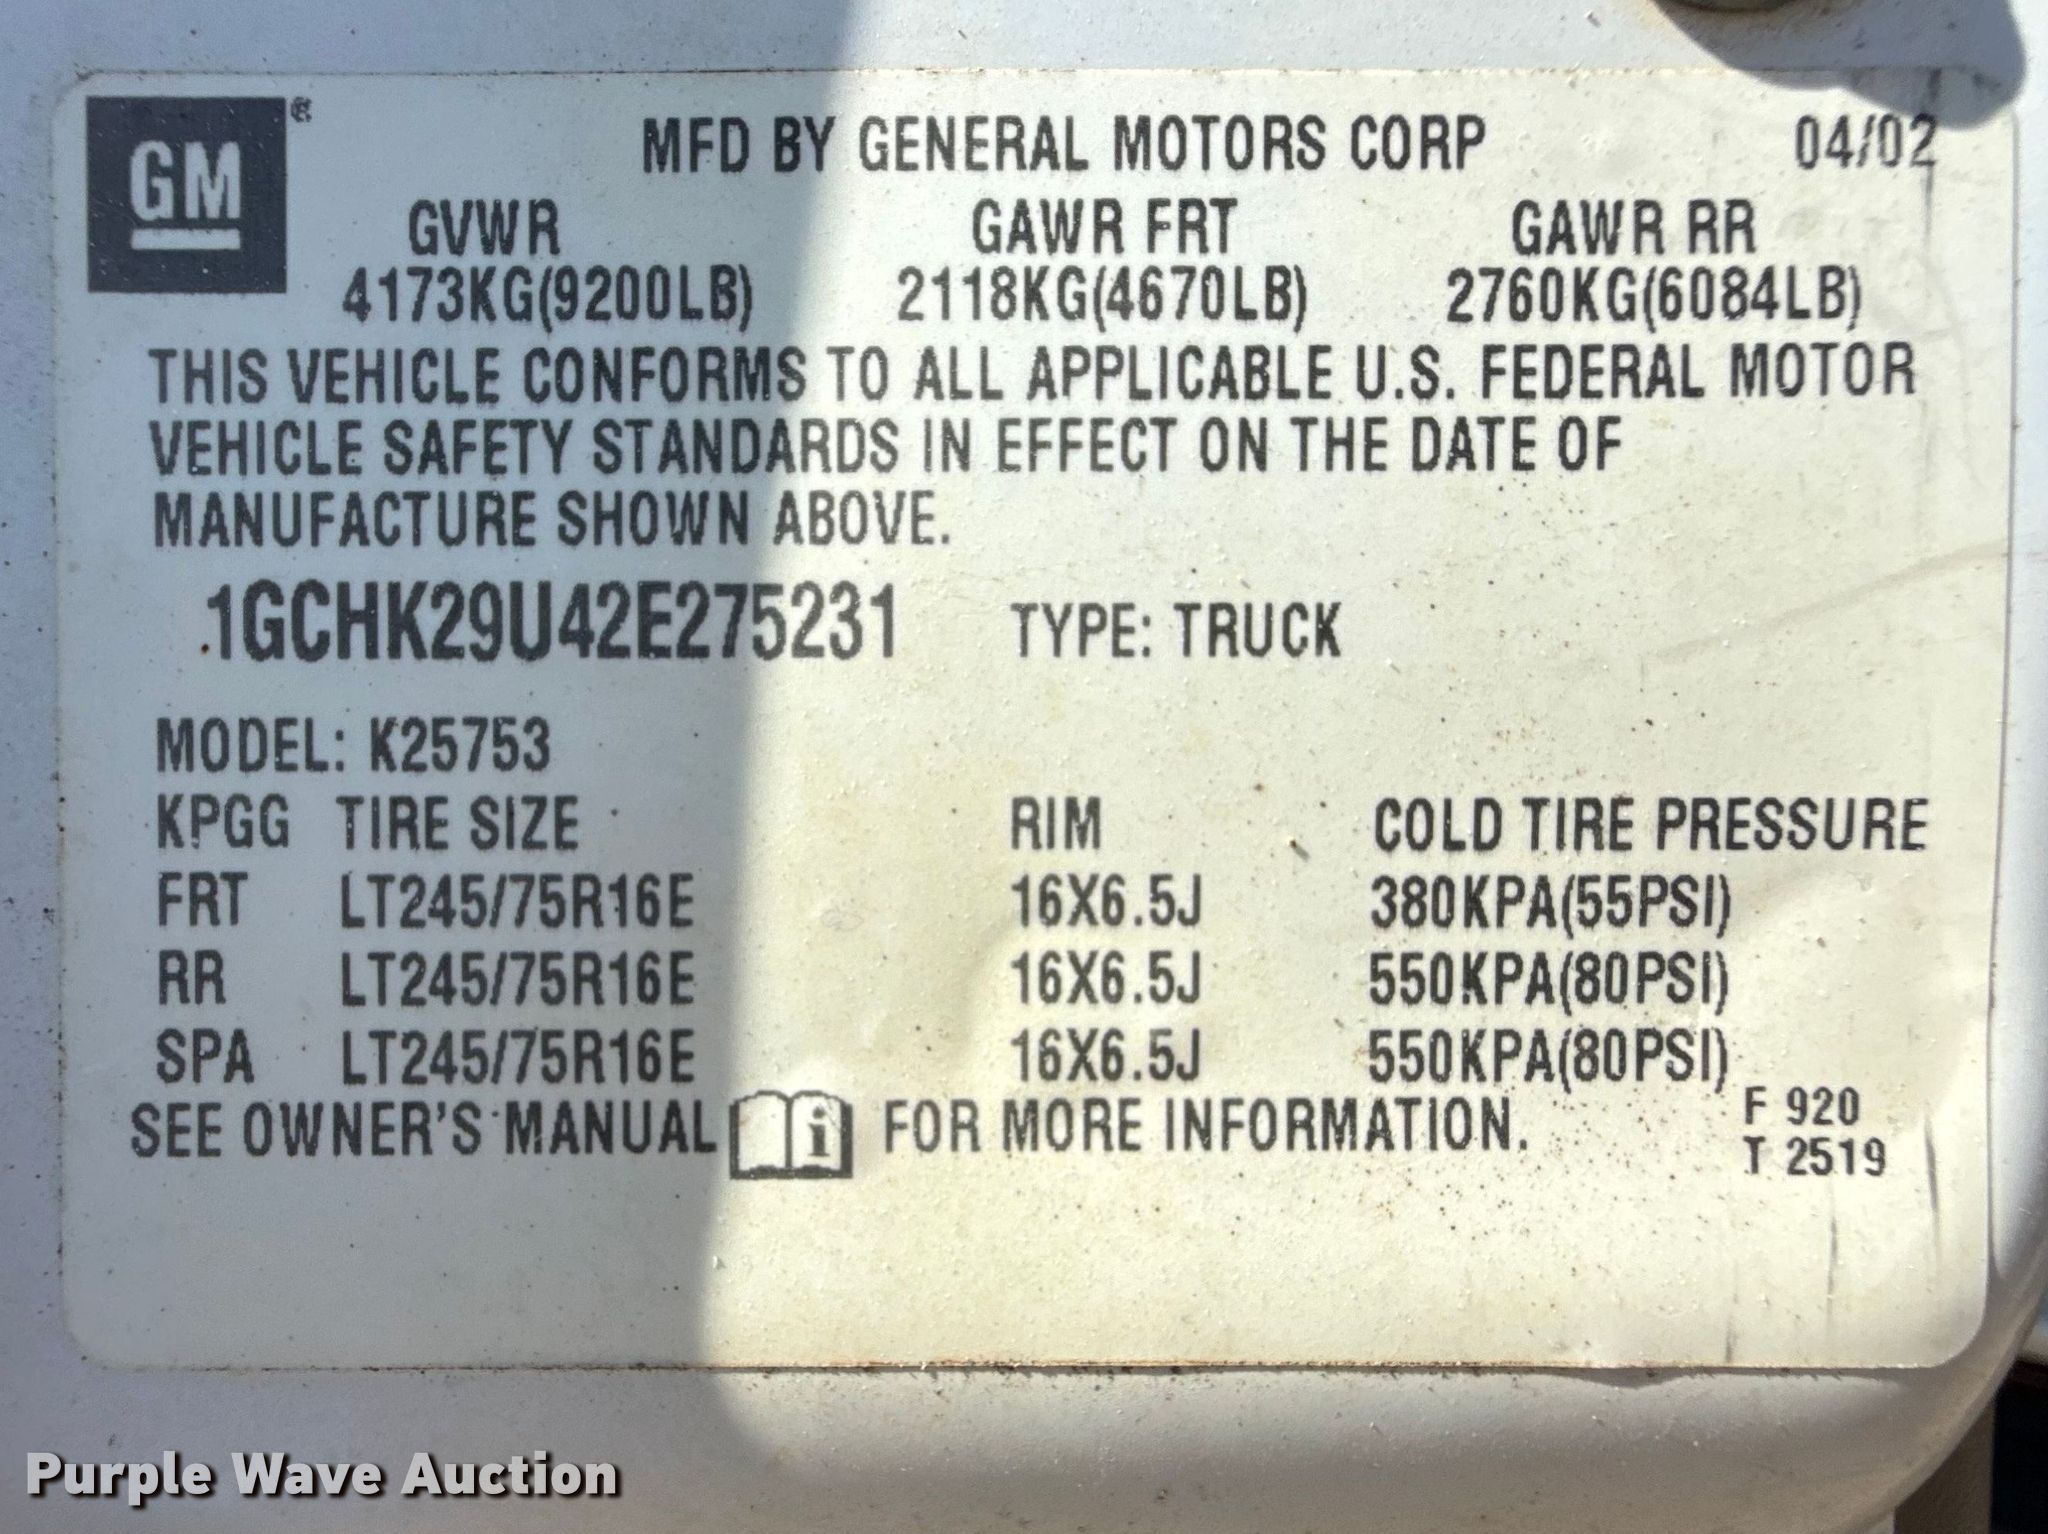 GM®
MFD BY GENERAL MOTORS CORP 04/02
GVWR GAWR FRT GAWR RR
4173KG(9200LB) 2118KG(4670LB) 2760KG(6084LB)
THIS VEHICLE CONFORMS TO ALL APPLICABLE U.S. FEDERAL MOTOR
VEHICLE SAFETY STANDARDS IN EFFECT ON THE DATE OF
MANUFACTURE SHOWN ABOVE.
1GCHK29U42E275231 TYPE: TRUCK
MODEL: K25753
KPGG TIRE SIZE RIM COLD TIRE PRESSURE
FRT LT245/75R16E 16X6.5J 380KPA(55PSI)
RR LT245/75R16E 16X6.5J 550KPA(80PSI)
SPA LT245/75R16E 16X6.5J 550KPA(80PSI)
SEE OWNER'S MANUAL i FOR MORE INFORMATION.
F 920
T 2519
Purple Wave Auction